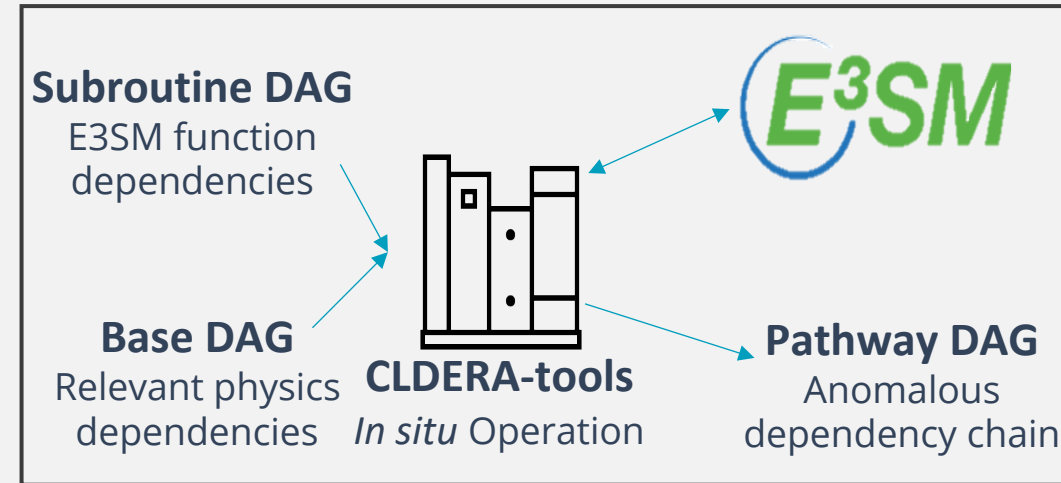 Subroutine DAG
E3SM function
dependencies
E³SM
Base DAG
Relevant physics
dependencies
CLDERA-tools
In situ Operation
Pathway DAG
Anomalous
dependency chain